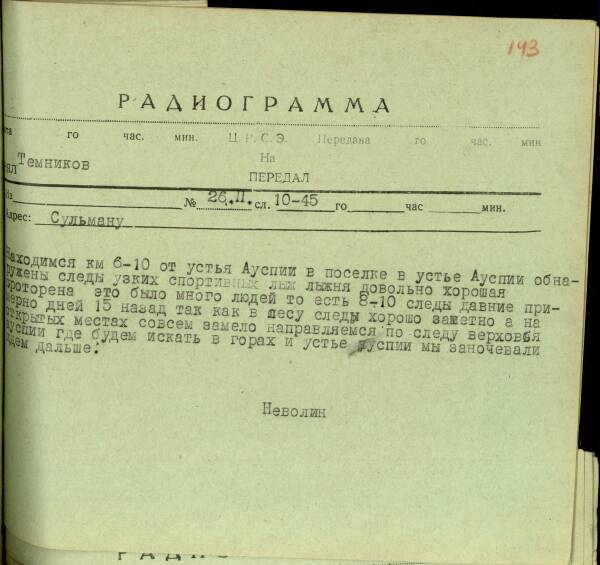 143
РАДИОГРАММА
го час. мин. Ц. Р. С. Э. Передана го час. мин
Темников На
ПЕРЕДАЛ
№ 26.II. сл. 10-45 го час мин.
Адрес: Сульману
Находимся км 6-10 от устья Ауспии в поселке в устье Ауспии обна-
ружены следы узких спортивных лыж лыжня довольно хорошая
проторена это было много людей то есть 8-10 следы давние при-
мерно дней 15 назад так как в лесу следы хорошо заметно а на
открытых местах совсем замело направляемся по следу верховья
ауспии где будем искать в горах и устье ауспии мы заночевали
идем дальше.
Неволин